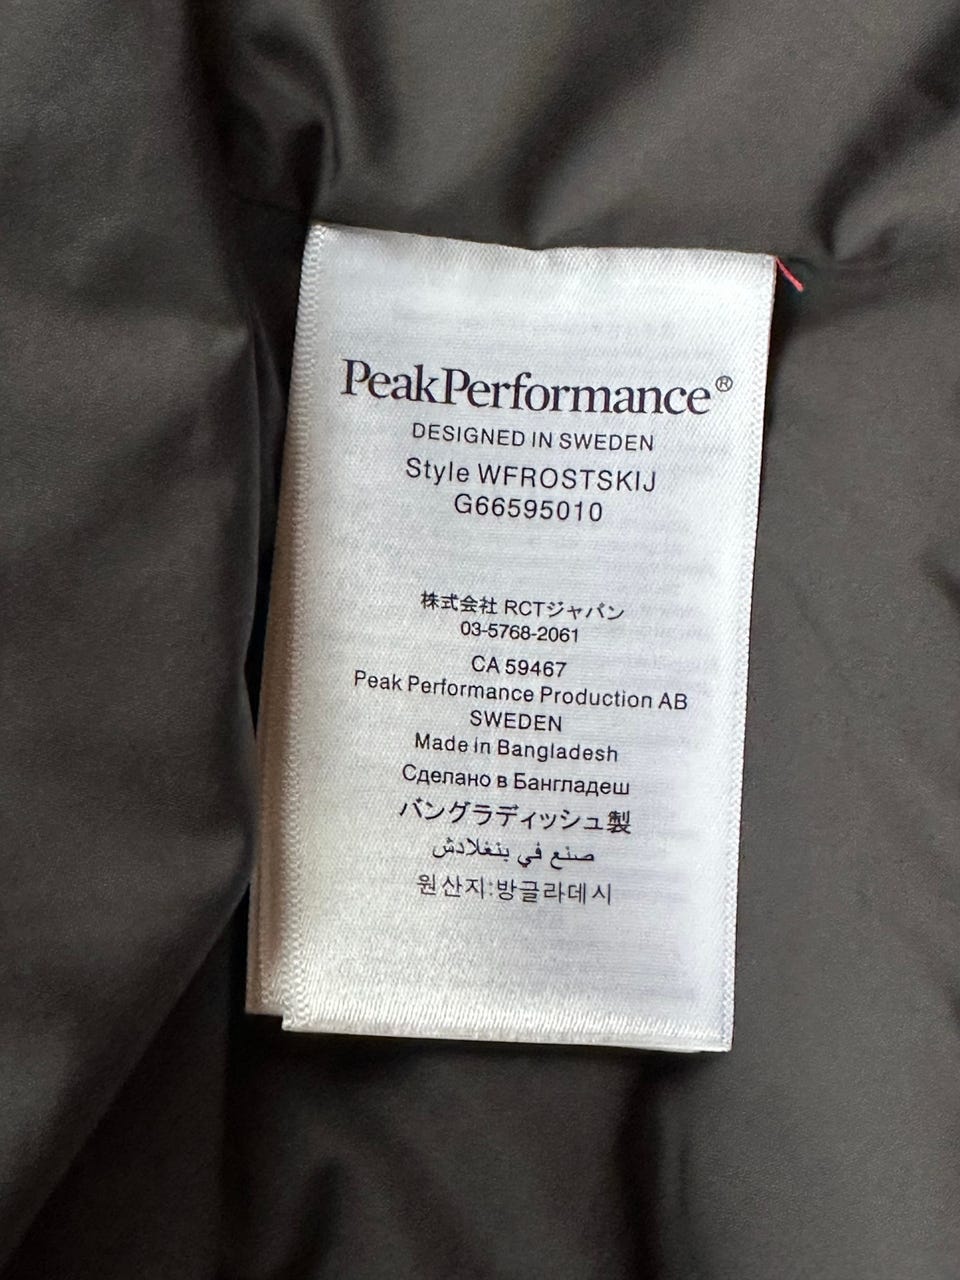 PeakPerformance®
DESIGNED IN SWEDEN
Style WFROSTSKIJ
G66595010
株式会社 RCTジャパン
03-5768-2061
CA 59467
Peak Performance Production AB
SWEDEN
Made in Bangladesh
Сделано в Бангладеш
バングラディッシュ製
صنع في بنغلادش
원산지:방글라데시